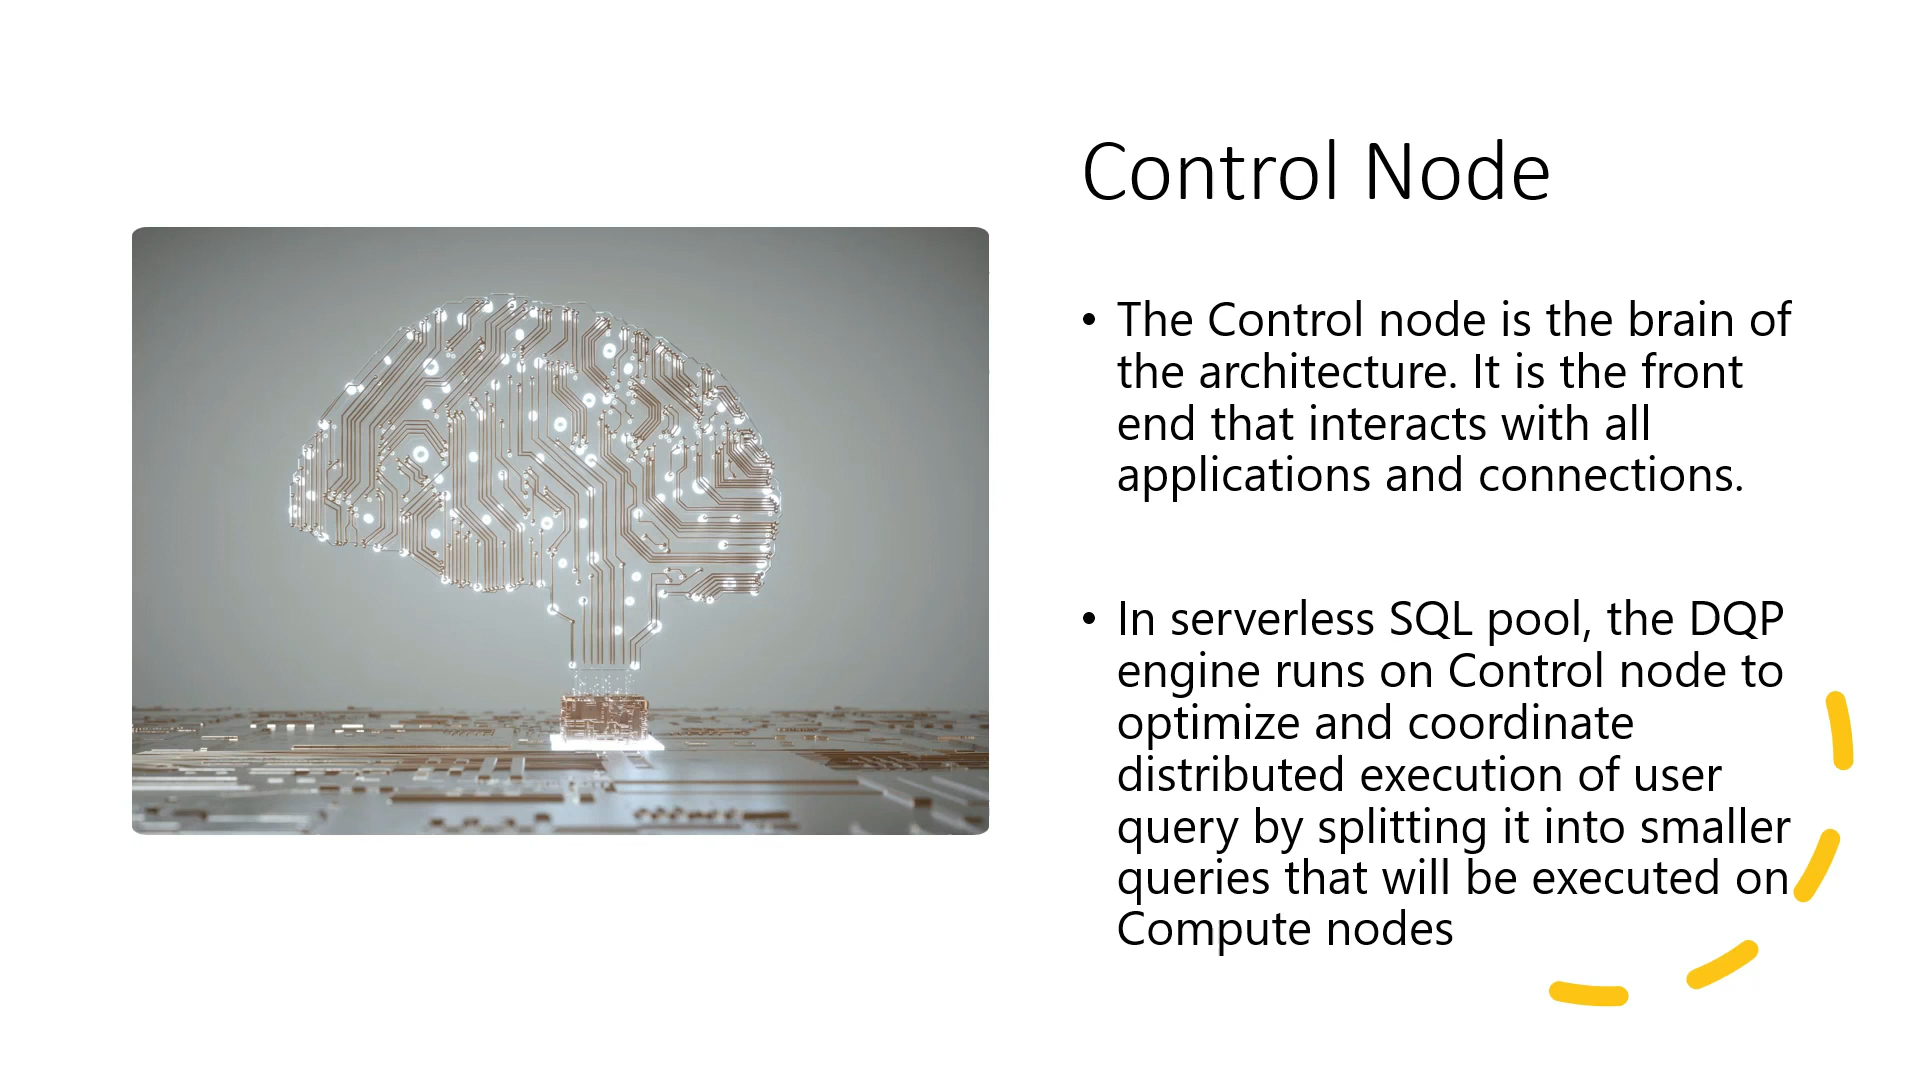 Control Node
• The Control node is the brain of
the architecture. It is the front
end that interacts with all
applications and connections.
• In serverless SQL pool, the DQP
engine runs on Control node to
optimize and coordinate
distributed execution of user
query by splitting it into smaller
queries that will be executed on
Compute nodes